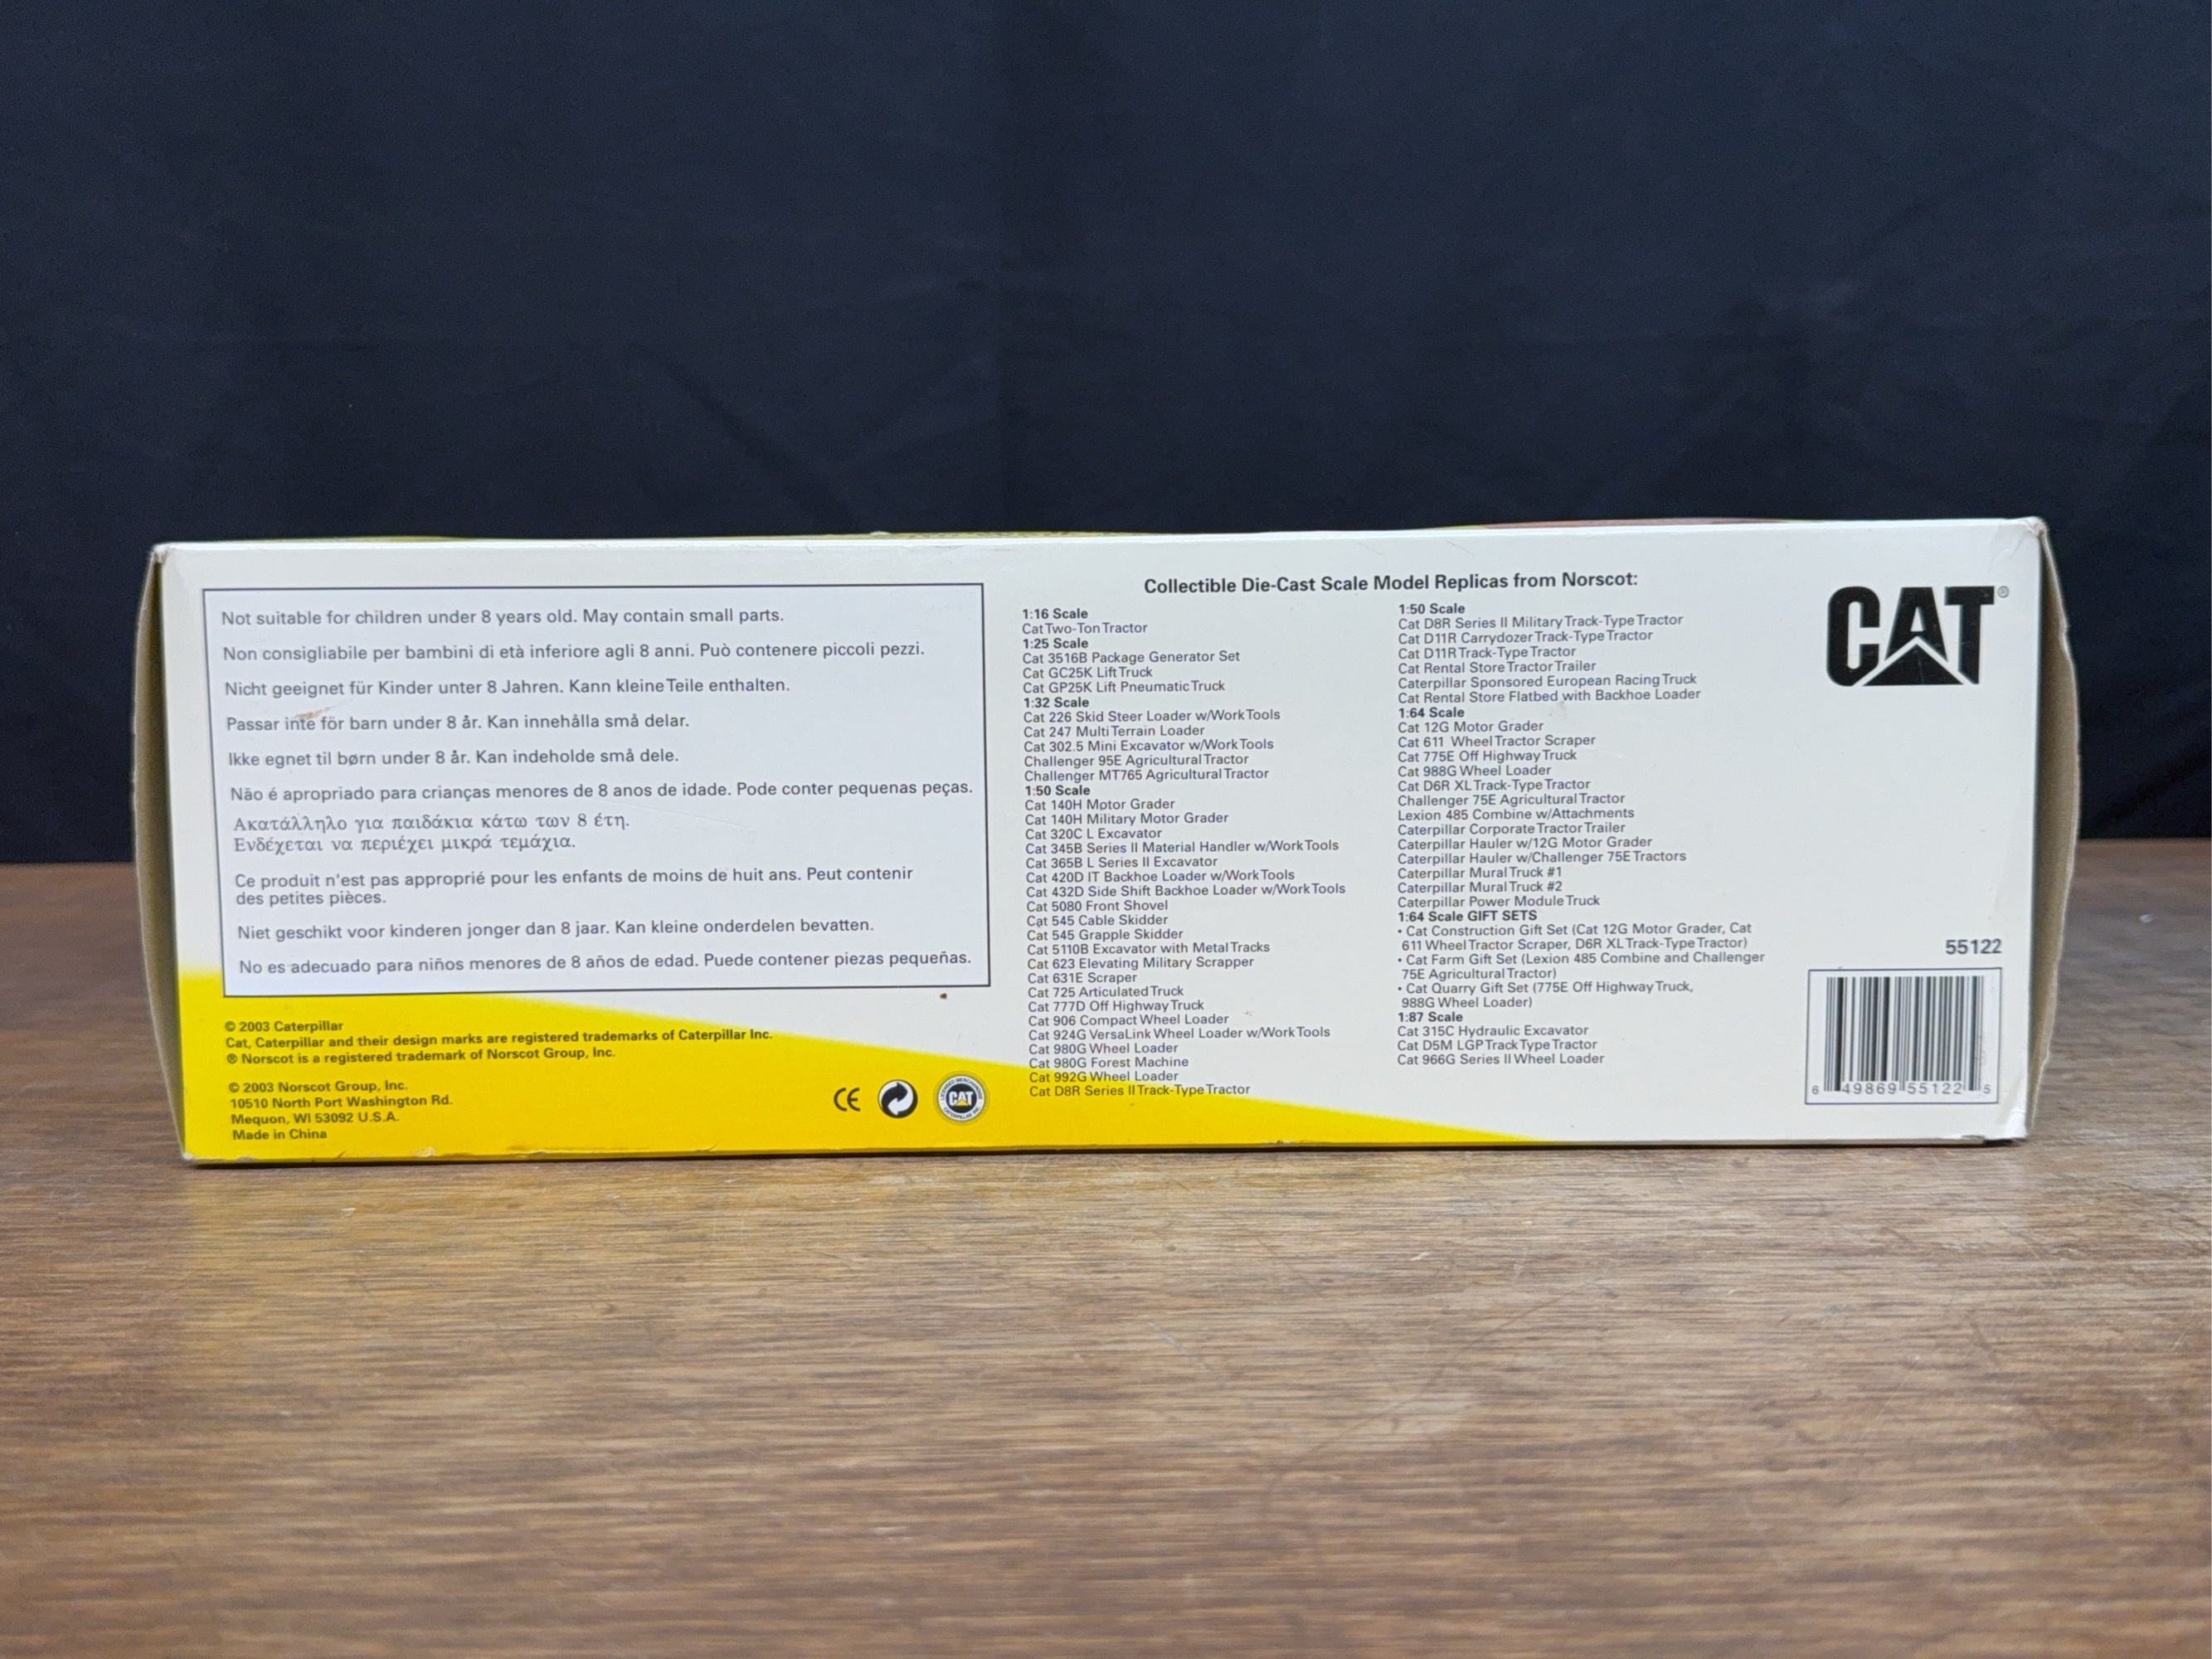 Not suitable for children under 8 years old. May contain small parts.
Non consigliabile per bambini di età inferiore agli 8 anni. Può contenere piccoli pezzi.
Nicht geeignet für Kinder unter 8 Jahren. Kann kleine Teile enthalten.
Passar inte för barn under 8 år. Kan innehålla små delar.
Ikke egnet til børn under 8 år. Kan indeholde små dele.
Não é apropriado para crianças menores de 8 anos de idade. Pode conter pequenas peças.
Ακατάλληλο για παιδάκια κάτω των 8 έτη.
Ενδέχεται να περιέχει μικρά τεμάχια.
Ce produit n'est pas approprié pour les enfants de moins de huit ans. Peut contenir
des petites pièces.
Niet geschikt voor kinderen jonger dan 8 jaar. Kan kleine onderdelen bevatten.
No es adecuado para niños menores de 8 años de edad. Puede contener piezas pequeñas.
© 2003 Caterpillar
Cat, Caterpillar and their design marks are registered trademarks of Caterpillar Inc.
® Norscot is a registered trademark of Norscot Group, Inc.
© 2003 Norscot Group, Inc.
10510 North Port Washington Rd.
Mequon, WI 53092 U.S.A.
Made in China
CE
CAT
Collectible Die-Cast Scale Model Replicas from Norscot:
1:16 Scale
Cat Two-Ton Tractor
1:25 Scale
Cat 3516B Package Generator Set
Cat GC25K Lift Truck
Cat GP25K Lift Pneumatic Truck
1:32 Scale
Cat 226 Skid Steer Loader w/Work Tools
Cat 247 Multi Terrain Loader
Cat 302.5 Mini Excavator w/Work Tools
Challenger 95E Agricultural Tractor
Challenger MT765 Agricultural Tractor
1:50 Scale
Cat 140H Motor Grader
Cat 140H Military Motor Grader
Cat 320C L Excavator
Cat 345B Series II Material Handler w/Work Tools
Cat 365B L Series II Excavator
Cat 420D IT Backhoe Loader w/Work Tools
Cat 432D Side Shift Backhoe Loader w/Work Tools
Cat 5080 Front Shovel
Cat 545 Cable Skidder
Cat 545 Grapple Skidder
Cat 5110B Excavator with Metal Tracks
Cat 623 Elevating Military Scrapper
Cat 631E Scraper
Cat 725 Articulated Truck
Cat 777D Off Highway Truck
Cat 906 Compact Wheel Loader
Cat 924G VersaLink Wheel Loader w/Work Tools
Cat 980G Wheel Loader
Cat 980G Forest Machine
Cat 992G Wheel Loader
Cat D8R Series II Track-Type Tractor
1:50 Scale
Cat D8R Series II Military Track-Type Tractor
Cat D11R Carrydozer Track-Type Tractor
Cat D11R Track-Type Tractor
Cat Rental Store Tractor Trailer
Caterpillar Sponsored European Racing Truck
Cat Rental Store Flatbed with Backhoe Loader
1:64 Scale
Cat 12G Motor Grader
Cat 611 Wheel Tractor Scraper
Cat 775E Off Highway Truck
Cat 988G Wheel Loader
Cat D6R XL Track-Type Tractor
Challenger 75E Agricultural Tractor
Lexion 485 Combine w/Attachments
Caterpillar Corporate Tractor Trailer
Caterpillar Hauler w/12G Motor Grader
Caterpillar Hauler w/Challenger 75E Tractors
Caterpillar Mural Truck #1
Caterpillar Mural Truck #2
Caterpillar Power Module Truck
1:64 Scale GIFT SETS
• Cat Construction Gift Set (Cat 12G Motor Grader, Cat
611 Wheel Tractor Scraper, D6R XL Track-Type Tractor)
• Cat Farm Gift Set (Lexion 485 Combine and Challenger
75E Agricultural Tractor)
• Cat Quarry Gift Set (775E Off Highway Truck,
988G Wheel Loader)
1:87 Scale
Cat 315C Hydraulic Excavator
Cat D5M LGP Track Type Tractor
Cat 966G Series II Wheel Loader
CAT®
55122
6 49869 55122 5